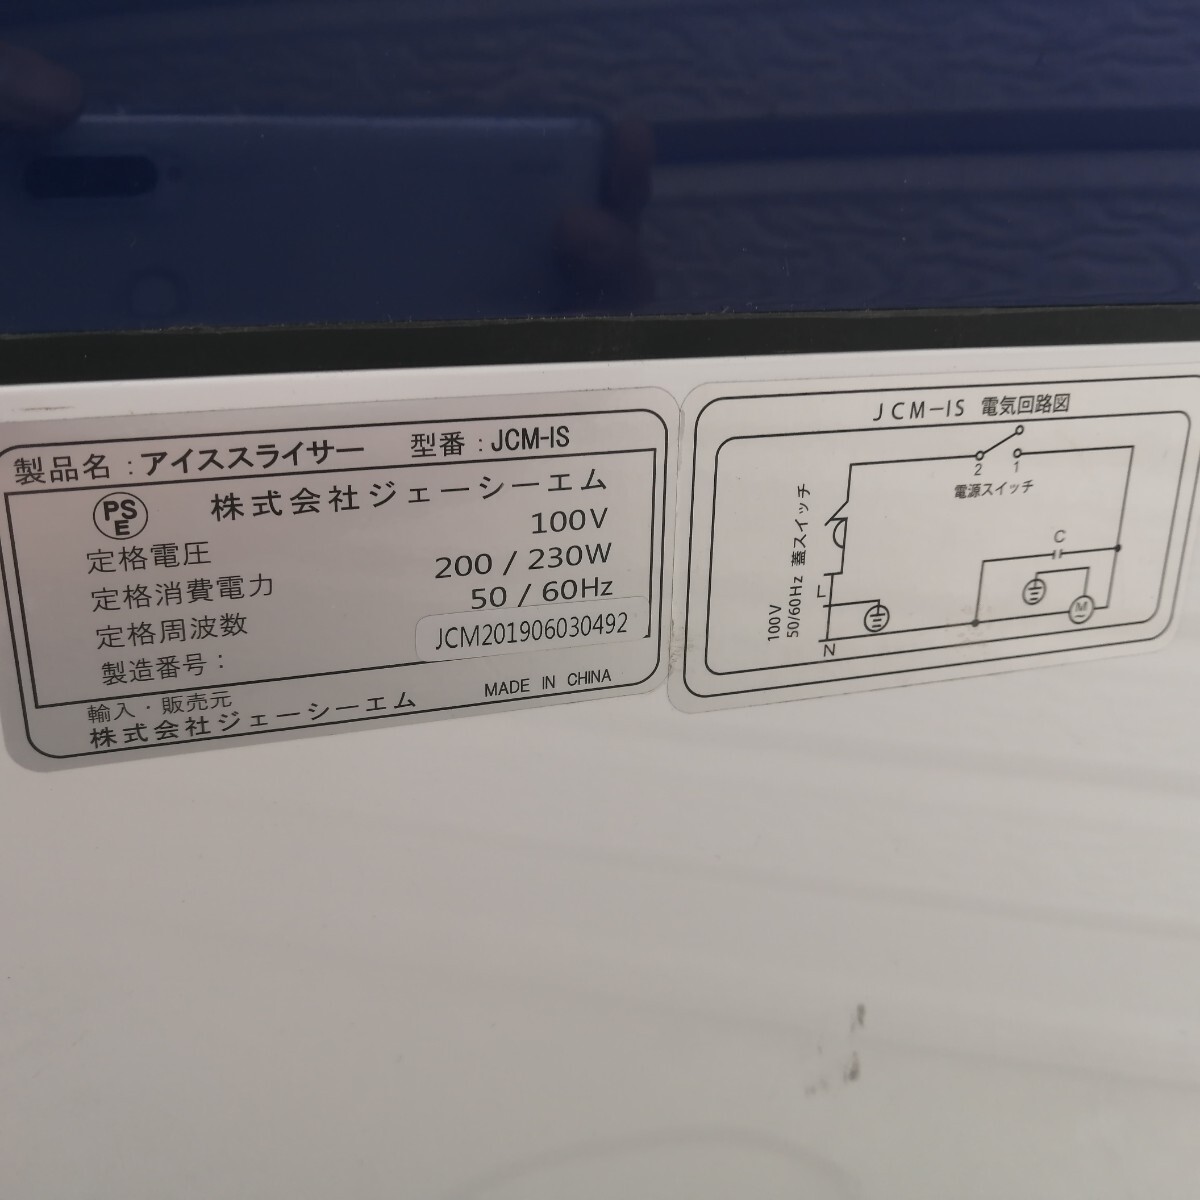 製品名：アイススライサー 型番：JCM-IS
PSE 株式会社ジェーシーエム
定格電圧 100V
定格消費電力 200 / 230W
定格周波数 50 / 60Hz
製造番号： JCM201906030492
輸入・販売元
株式会社ジェーシーエム MADE IN CHINA
JCM-IS 電気回路図
2 1
電源スイッチ
蓋スイッチ
100V
50/60Hz
L
N
C
M